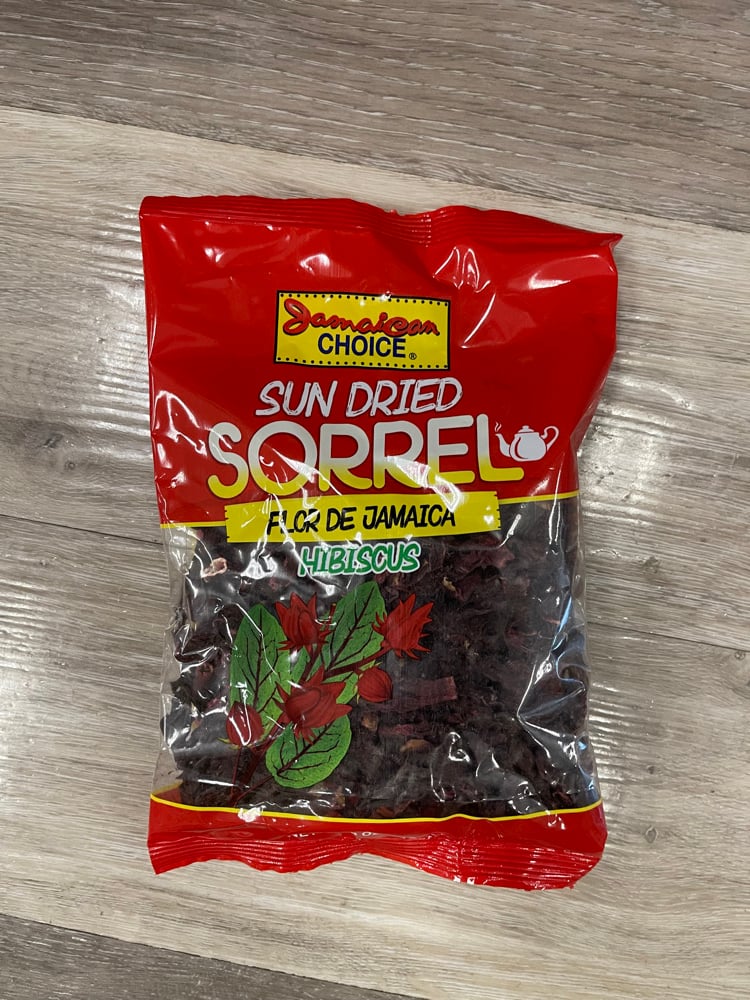 Jamaican
CHOICE®
SUN DRIED
SORREL
FLOR DE JAMAICA
HIBISCUS